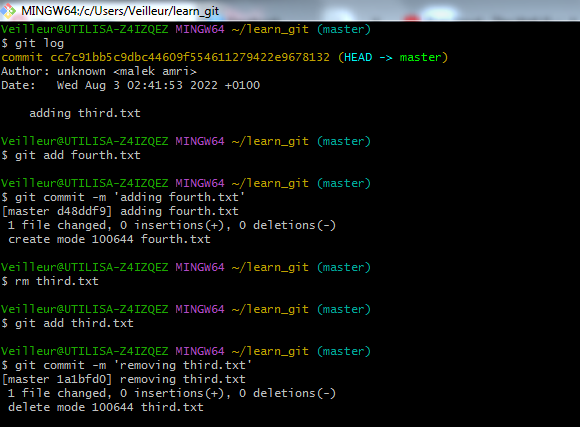 MINGW64:/c/Users/Veilleur/learn_git
Veilleur@UTILISA-Z4IZQEZ MINGW64 ~/learn_git (master)
$ git log
commit cc7c91bb5c9dbc44609f554611279422e9678132 (HEAD -> master)
Author: unknown <malek amri>
Date:   Wed Aug 3 02:41:53 2022 +0100
    adding third.txt
Veilleur@UTILISA-Z4IZQEZ MINGW64 ~/learn_git (master)
$ git add fourth.txt
Veilleur@UTILISA-Z4IZQEZ MINGW64 ~/learn_git (master)
$ git commit -m 'adding fourth.txt'
[master d48ddf9] adding fourth.txt
 1 file changed, 0 insertions(+), 0 deletions(-)
 create mode 100644 fourth.txt
Veilleur@UTILISA-Z4IZQEZ MINGW64 ~/learn_git (master)
$ rm third.txt
Veilleur@UTILISA-Z4IZQEZ MINGW64 ~/learn_git (master)
$ git add third.txt
Veilleur@UTILISA-Z4IZQEZ MINGW64 ~/learn_git (master)
$ git commit -m 'removing third.txt'
[master 1a1bfd0] removing third.txt
 1 file changed, 0 insertions(+), 0 deletions(-)
 delete mode 100644 third.txt